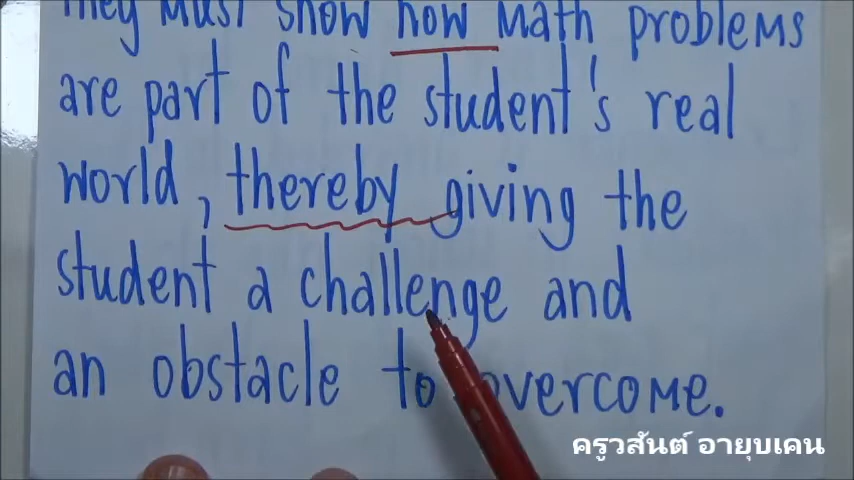 They must show how math problems
are part of the student's real
world, thereby giving the
student a challenge and
an obstacle to overcome.
ครูวสันต์ อายุบเคน